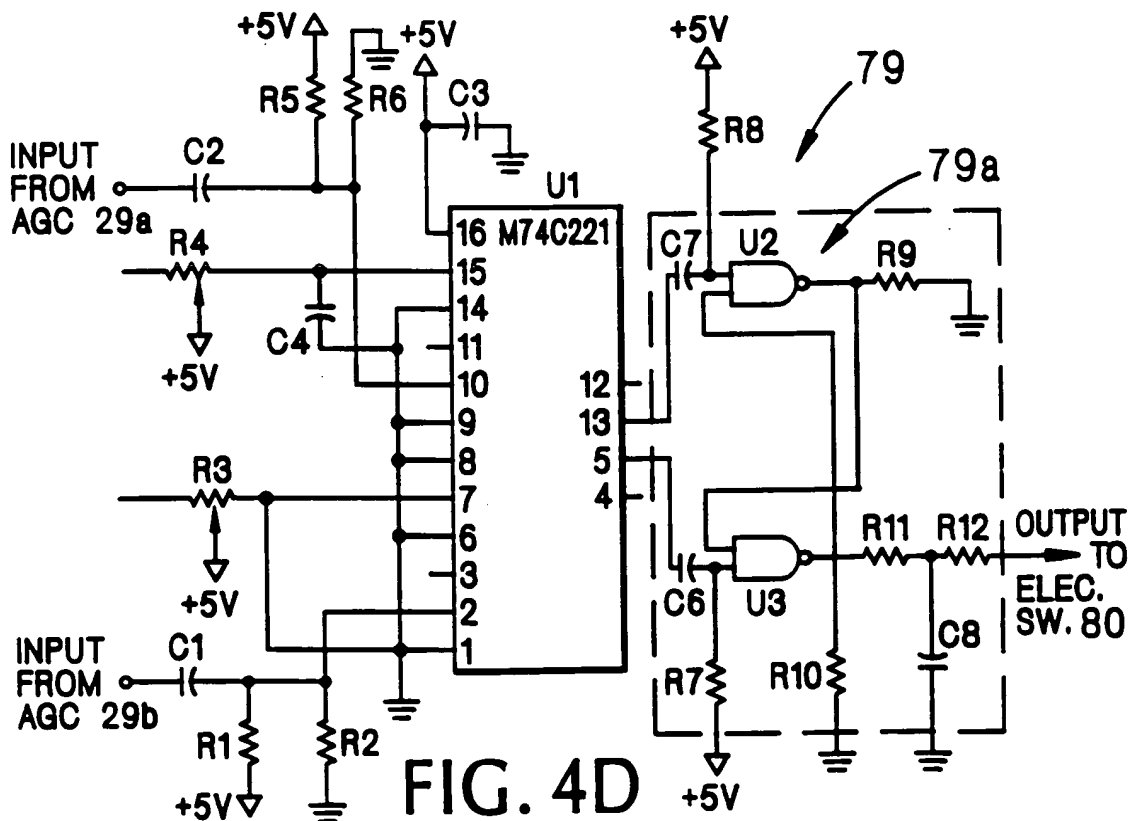 +5V
+5V
+5V
79
R5
R6
C3
R8
79a
INPUT
FROM
AGC 29a
C2
U1
M74C221
16
15
14
11
10
9
8
7
6
3
2
1
12
13
5
4
R4
C4
+5V
C7
U2
R9
R3
+5V
C6
U3
R11
R12
OUTPUT
TO
ELEC.
SW. 80
INPUT
FROM
AGC 29b
C1
R1
R2
+5V
R7
R10
C8
+5V
FIG. 4D